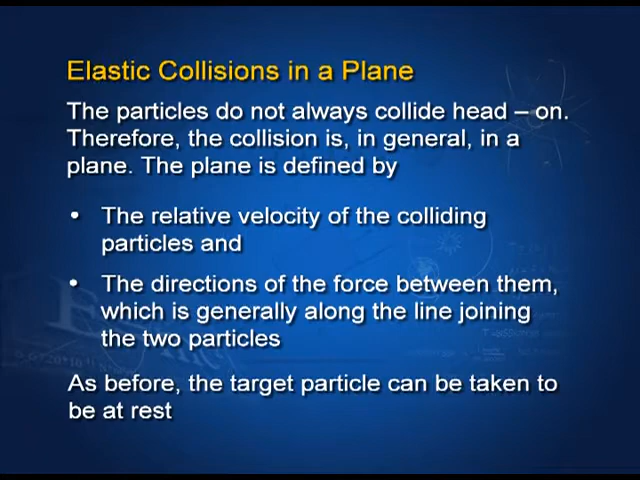 Elastic Collisions in a Plane
The particles do not always collide head – on.
Therefore, the collision is, in general, in a
plane. The plane is defined by
• The relative velocity of the colliding
particles and
• The directions of the force between them,
which is generally along the line joining
the two particles
As before, the target particle can be taken to
be at rest